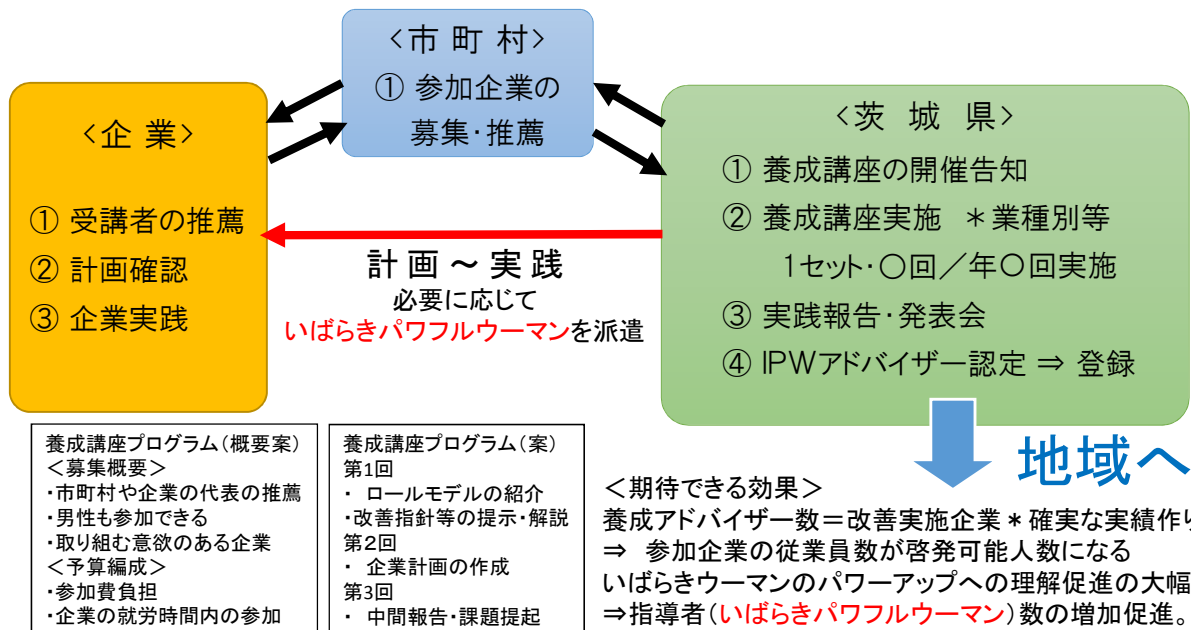 <市 町 村>
① 参加企業の
募集・推薦
<企 業>
① 受講者の推薦
② 計画確認
③ 企業実践
<茨 城 県>
① 養成講座の開催告知
② 養成講座実施 *業種別等
1セット・〇回/年〇回実施
③ 実践報告・発表会
④ IPWアドバイザー認定 ⇒ 登録
計 画 ~ 実 践
必要に応じて
いばらきパワフルウーマンを派遣
地域へ
養成講座プログラム(概要案)
<募集概要>
・市町村や企業の代表の推薦
・男性も参加できる
・取り組む意欲のある企業
<予算編成>
・参加費負担
・企業の就労時間内の参加
養成講座プログラム(案)
第1回
・ ロールモデルの紹介
・改善指針等の提示・解説
第2回
・ 企業計画の作成
第3回
・ 中間報告・課題提起
<期待できる効果>
養成アドバイザー数=改善実施企業*確実な実績作り
⇒ 参加企業の従業員数が啓発可能人数になる
いばらきウーマンのパワーアップへの理解促進の大幅
⇒指導者(いばらきパワフルウーマン)数の増加促進。